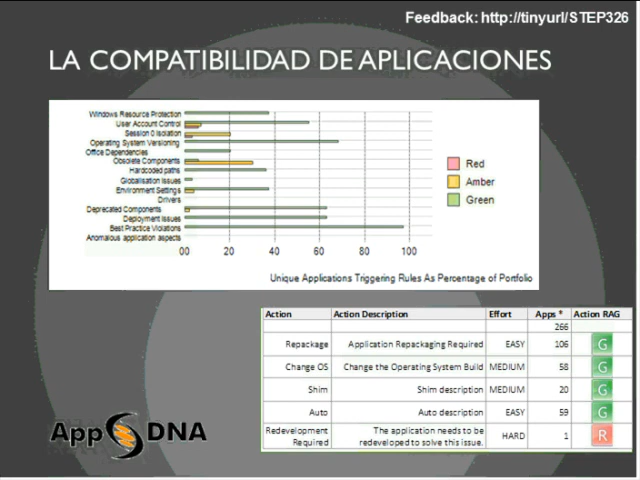 Feedback: http://tinyurl/STEP326
LA COMPATIBILIDAD DE APLICACIONES
Windows Resource Protection
User Account Control
Session 0 Isolation
Operating System Versioning
Office Dependencies
Obsolete Components
Hardcoded paths
Globalisation Issues
Environment Settings
Drivers
Deprecated Components
Deployment Issues
Best Practice Violations
Anomalous application aspects
00 20 40 60 80 100
Unique Applications Triggering Rules As Percentage of Portfolio
Red
Amber
Green
Action Action Description Effort Apps * Action RAG
266
Repackage Application Repackaging Required EASY 106 G
Change OS Change the Operating System Build MEDIUM 58 G
Shim Shim description MEDIUM 20 G
Auto Auto description EASY 59 G
Redevelopment Required The application needs to be redeveloped to solve this issue. HARD 1 R
App DNA